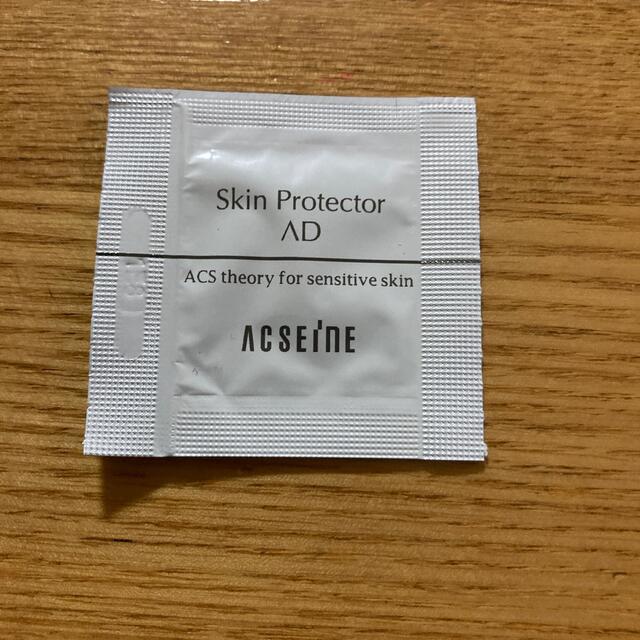 Skin Protector
AD
ACS theory for sensitive skin
ACSEINE